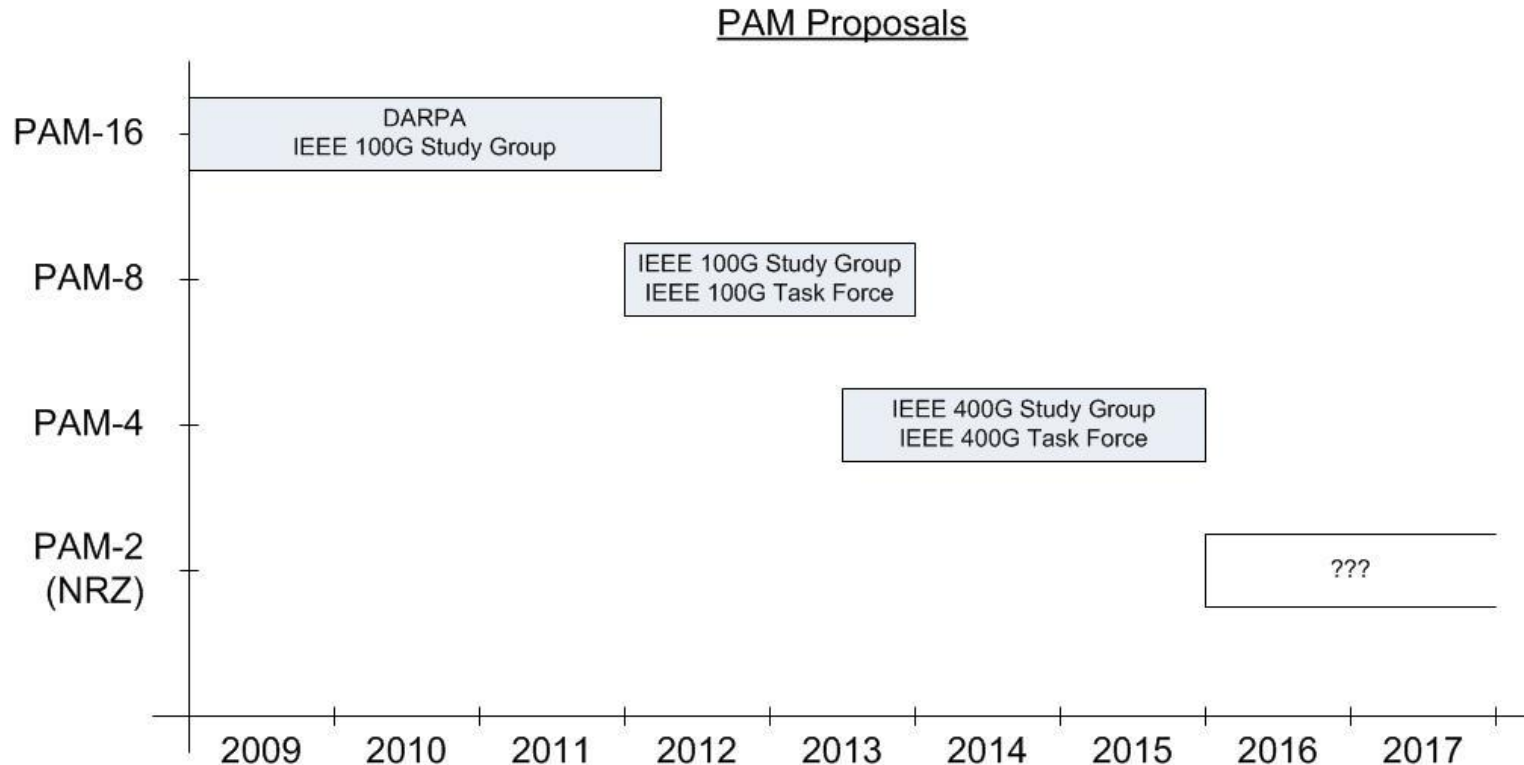 PAM Proposals
PAM-16
DARPA
IEEE 100G Study Group
PAM-8
IEEE 100G Study Group
IEEE 100G Task Force
PAM-4
IEEE 400G Study Group
IEEE 400G Task Force
PAM-2
(NRZ)
???
2009 2010 2011 2012 2013 2014 2015 2016 2017